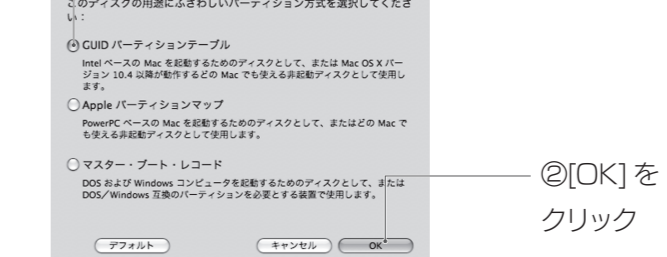 このディスクの用途にふさわしいパーティション方式を選択してくださ
い：
GUID パーティションテーブル
Intel ベースの Mac を起動するためのディスクとして、または Mac OS X バー
ジョン 10.4 以降が動作するどの Mac でも使える非起動ディスクとして使用し
ます。
Apple パーティションマップ
PowerPC ベースの Mac を起動するためのディスクとして、またはどの Mac で
も使える非起動ディスクとして使用します。
マスター・ブート・レコード
DOS および Windows コンピュータを起動するためのディスクとして、または
DOS／Windows 互換のパーティションを必要とする装置で使用します。
②[OK] を
クリック
デフォルト キャンセル OK